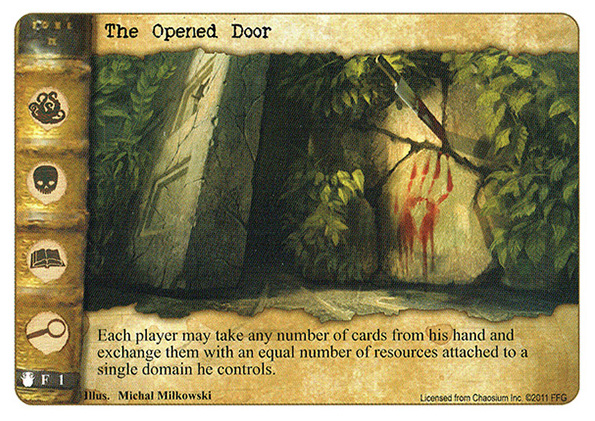 The Opened Door
Each player may take any number of cards from his hand and
exchange them with an equal number of resources attached to a
single domain he controls.
F 1
Illus. Michal Milkowski
Licensed from Chaosium Inc. ©2011 FFG